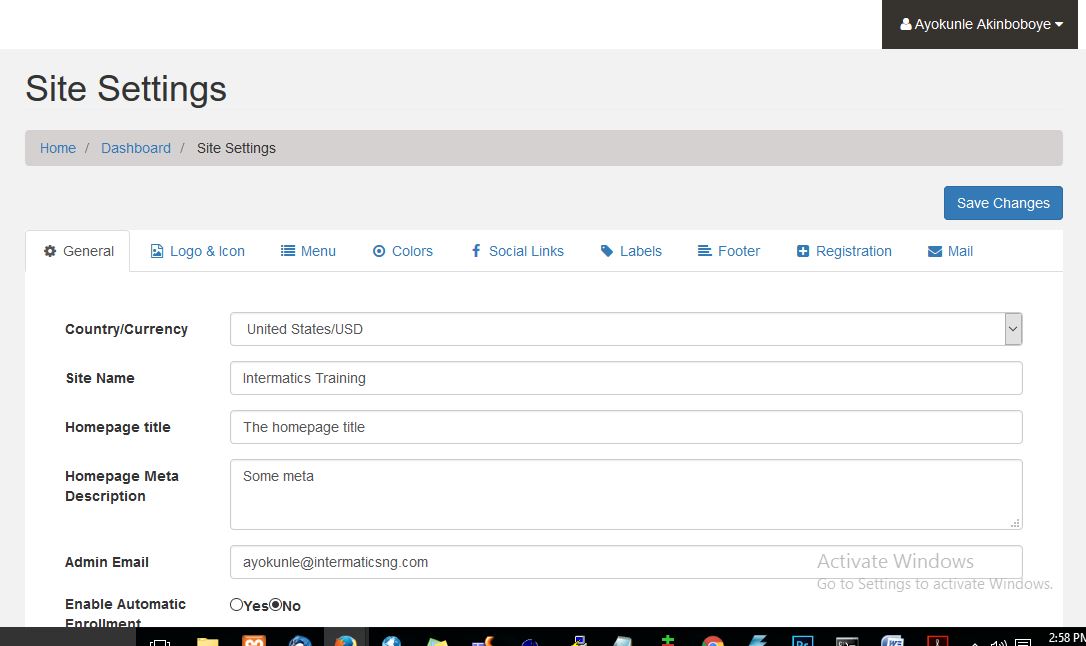 Ayokunle Akinboboye
Site Settings
Home / Dashboard / Site Settings
Save Changes
General Logo & Icon Menu Colors Social Links Labels Footer Registration Mail
Country/Currency United States/USD
Site Name Intermatics Training
Homepage title The homepage title
Homepage Meta Some meta
Description
Admin Email ayokunle@intermaticsng.com
Activate Windows
Go to Settings to activate Windows.
Enable Automatic Yes No
Enrollment
2:58 PM